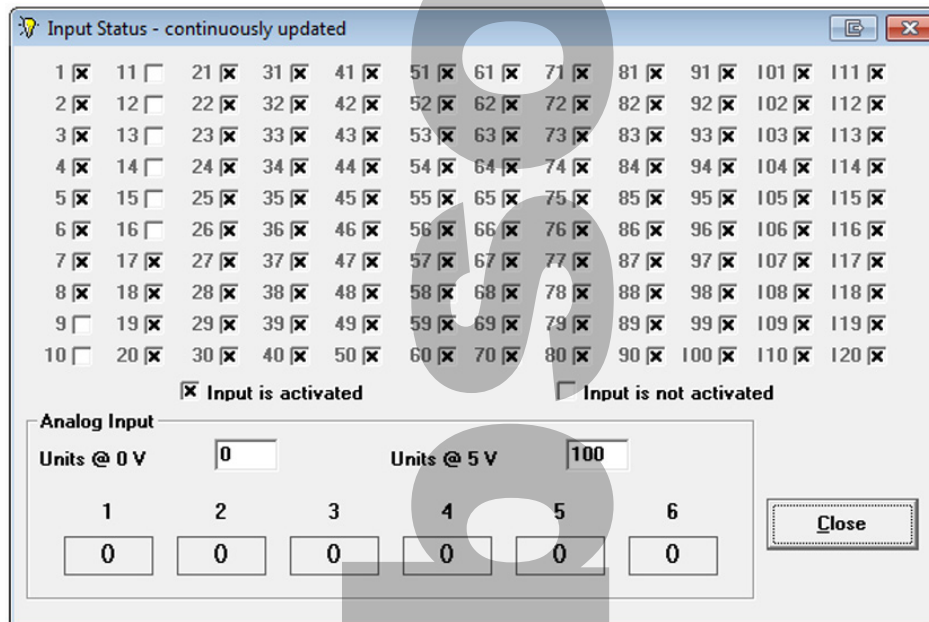 Input Status - continuously updated
1 11 21 31 41 51 61 71 81 91 101 111
2 12 22 32 42 52 62 72 82 92 102 112
3 13 23 33 43 53 63 73 83 93 103 113
4 14 24 34 44 54 64 74 84 94 104 114
5 15 25 35 45 55 65 75 85 95 105 115
6 16 26 36 46 56 66 76 86 96 106 116
7 17 27 37 47 57 67 77 87 97 107 117
8 18 28 38 48 58 68 78 88 98 108 118
9 19 29 39 49 59 69 79 89 99 109 119
10 20 30 40 50 60 70 80 90 100 110 120
Input is activated Input is not activated
Analog Input
Units @ 0 V 0 Units @ 5 V 100
1 2 3 4 5 6
0 0 0 0 0 0
Close